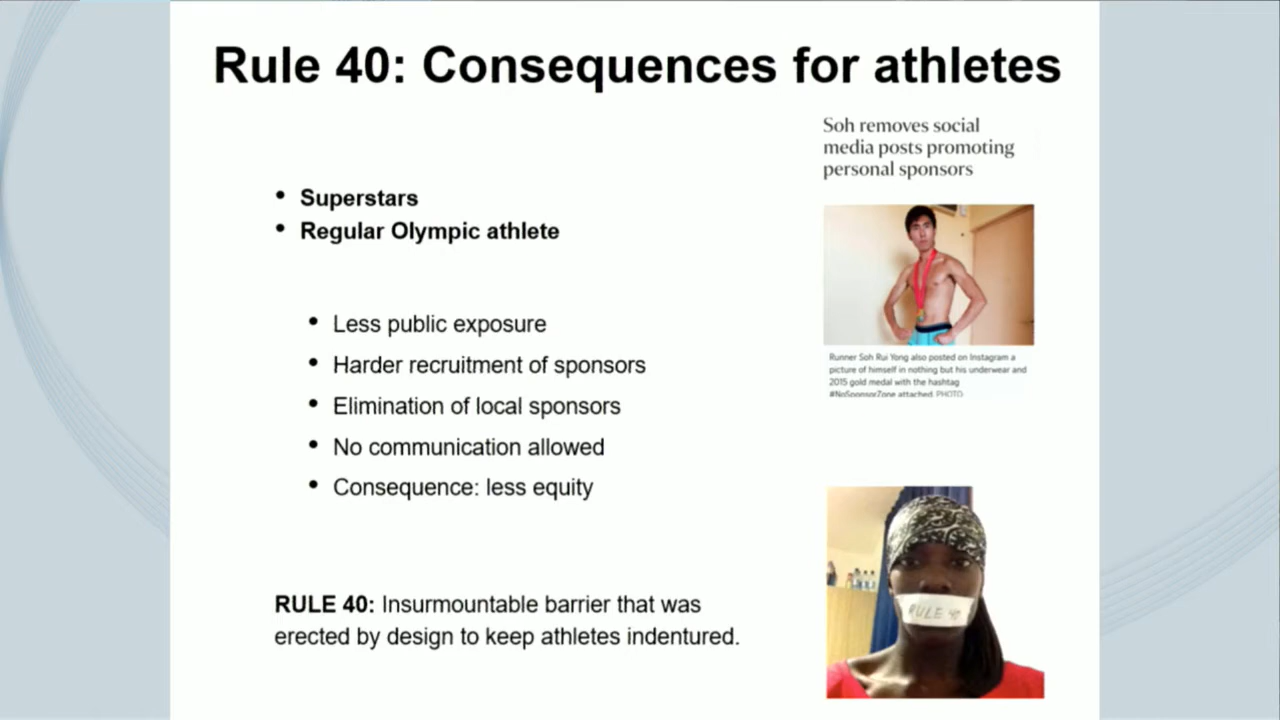 Rule 40: Consequences for athletes
Soh removes social
media posts promoting
personal sponsors
• Superstars
• Regular Olympic athlete
• Less public exposure
• Harder recruitment of sponsors
• Elimination of local sponsors
• No communication allowed
• Consequence: less equity
Runner Soh Rui Yong also posted on Instagram a
picture of himself in nothing but his underwear and
2015 gold medal with the hashtag
#NoSponsorZone attached. PHOTO
RULE 40: Insurmountable barrier that was
erected by design to keep athletes indentured.
RULE 40